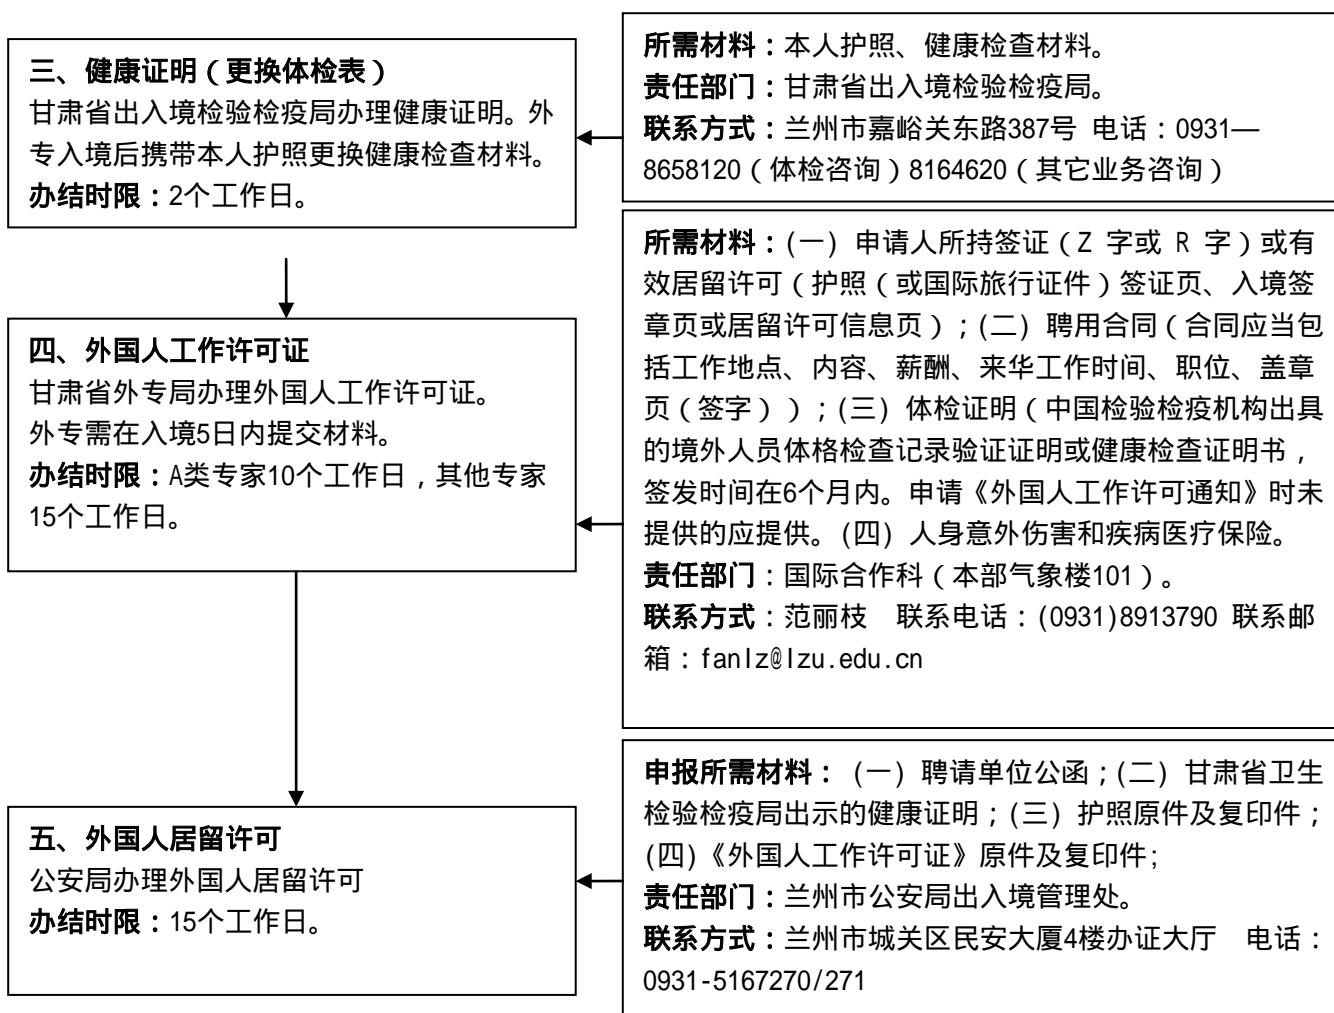 三、健康证明（更换体检表）
甘肃省出入境检验检疫局办理健康证明。外
专入境后携带本人护照更换健康检查材料。
办结时限：2个工作日。
所需材料：本人护照、健康检查材料。
责任部门：甘肃省出入境检验检疫局。
联系方式：兰州市嘉峪关东路387号 电话：0931—
8658120（体检咨询）8164620（其它业务咨询）
四、外国人工作许可证
甘肃省外专局办理外国人工作许可证。
外专需在入境5日内提交材料。
办结时限：A类专家10个工作日，其他专家
15个工作日。
所需材料：(一) 申请人所持签证（Z 字或 R 字）或有
效居留许可（护照（或国际旅行证件）签证页、入境签
章页或居留许可信息页）；(二) 聘用合同（合同应当包
括工作地点、内容、薪酬、来华工作时间、职位、盖章
页（签字））；(三) 体检证明（中国检验检疫机构出具
的境外人员体格检查记录验证证明或健康检查证明书，
签发时间在6个月内。申请《外国人工作许可通知》时未
提供的应提供。(四) 人身意外伤害和疾病医疗保险。
责任部门：国际合作科（本部气象楼101）。
联系方式：范丽枝 联系电话：(0931)8913790 联系邮
箱：fanlz@lzu.edu.cn
五、外国人居留许可
公安局办理外国人居留许可
办结时限：15个工作日。
申报所需材料： (一) 聘请单位公函；(二) 甘肃省卫生
检验检疫局出示的健康证明；(三) 护照原件及复印件；
(四)《外国人工作许可证》原件及复印件;
责任部门：兰州市公安局出入境管理处。
联系方式：兰州市城关区民安大厦4楼办证大厅 电话：
0931-5167270/271